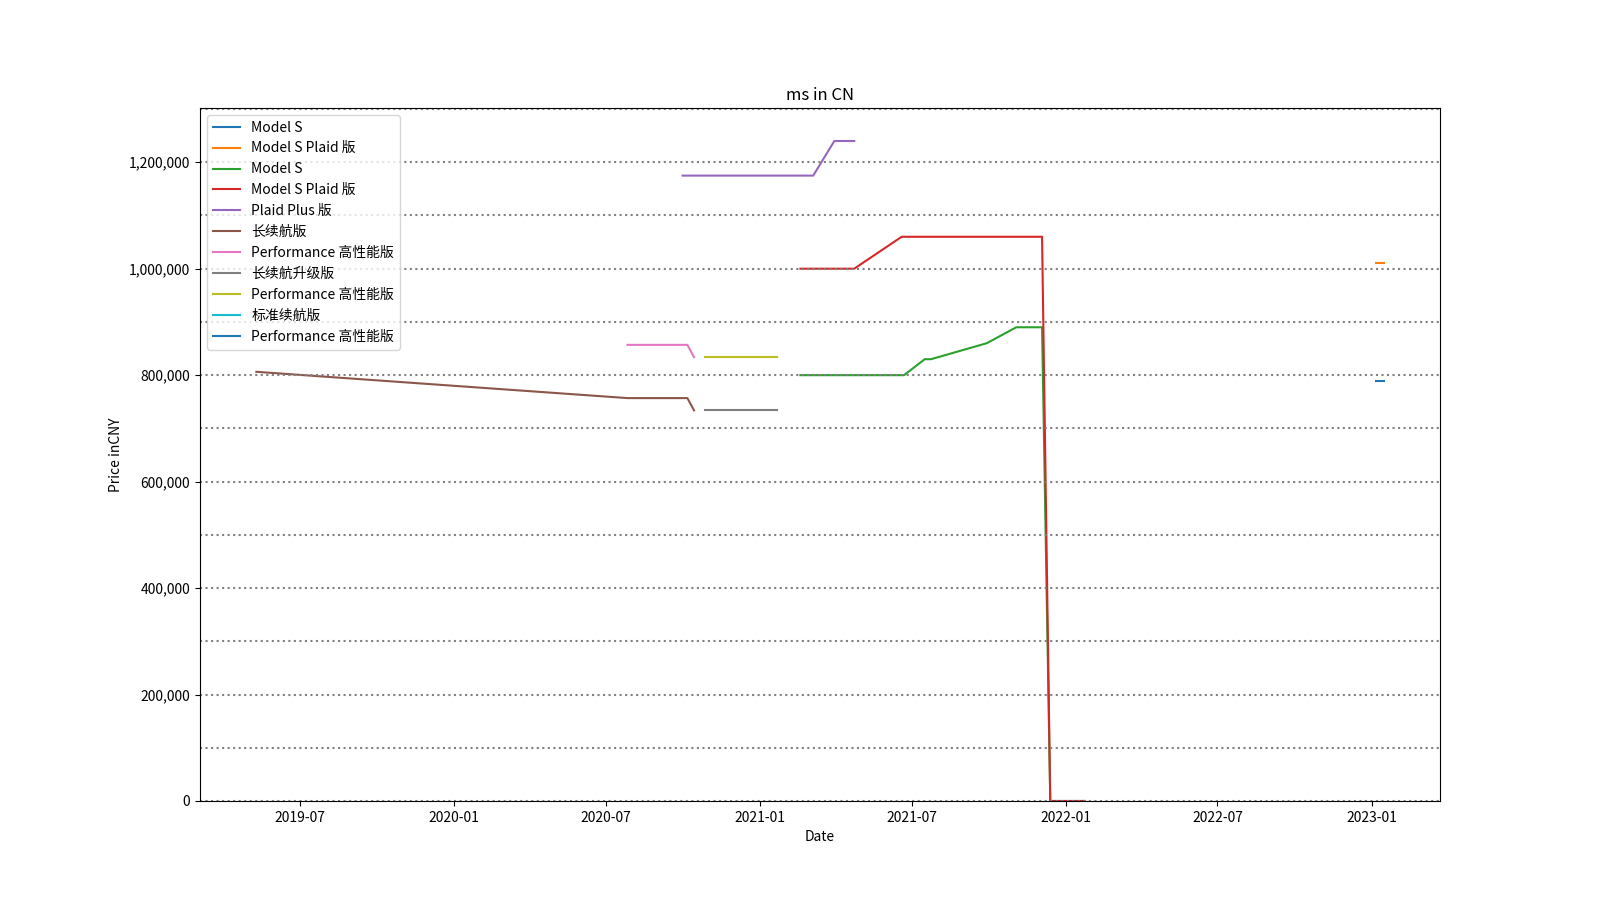 ms in CN
Model S
Model S Plaid 版
Model S
Model S Plaid 版
Plaid Plus 版
长续航版
Performance 高性能版
长续航升级版
Performance 高性能版
标准续航版
Performance 高性能版
1,200,000
1,000,000
800,000
600,000
400,000
200,000
0
Price inCNY
2019-07 2020-01 2020-07 2021-01 2021-07 2022-01 2022-07 2023-01
Date